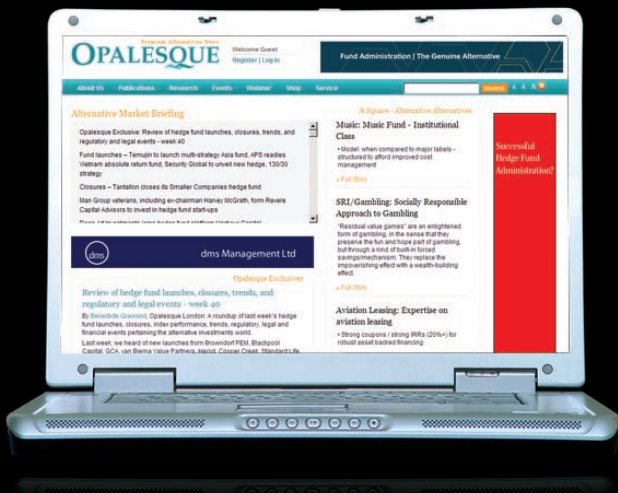 Premium Alternative News
OPALESQUE
Welcome Guest
Register | Log In
Fund Administration | The Genuine Alternative
About Us Publications Research Events Webinar Shop Service
SEARCH A A A
Alternative Market Briefing
Opalesque Exclusive: Review of hedge fund launches, closures, trends, and
regulatory and legal events - week 40
Fund launches – Temujin to launch multi-strategy Asia fund, APS readies
Vietnam absolute return fund, Security Global to unveil new hedge, 130/30
strategy
Closures – Tantallon closes its Smaller Companies hedge fund
Man Group veterans, including ex-chairman Harvey McGrath, form Revere
Capital Advisors to invest in hedge fund start-ups
dms
dms Management Ltd
Opalesque Exclusives
Review of hedge fund launches, closures, trends, and
regulatory and legal events - week 40
By Benedicte Gravrand, Opalesque London: A roundup of last week's hedge
fund launches, closures, index performance, trends, regulatory, legal and
financial events pertaining the alternative investments world.
Last week, we heard of new launches from Browndorf PEM, Blackpool
Capital, GCA, van Biema Value Partners, Cooper Creek, Standard Life,
A Square - Alternative Alternatives
Music: Music Fund - Institutional
Class
• Model: when compared to major labels -
structured to afford improved cost
management
» Full Story
SRI/Gambling: Socially Responsible
Approach to Gambling
"Residual value games" are an enlightened
form of gambling, in the sense that they
preserve the fun and hope part of gambling,
but through a kind of built-in forced
savings/mechanism. They replace the
impoverishing effect with a wealth-building
effect.
» Full Story
Aviation Leasing: Expertise on
aviation leasing
• Strong coupons / strong IRRs (20%+) for
robust asset backed financing
Successful
Hedge Fund
Administration?